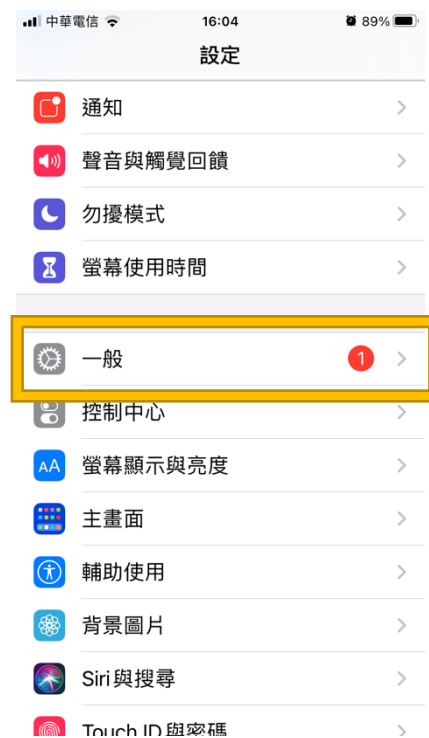 中華電信 16:04 89%
設定
通知
聲音與觸覺回饋
勿擾模式
螢幕使用時間
一般 1
控制中心
AA 螢幕顯示與亮度
主畫面
輔助使用
背景圖片
Siri與搜尋
Touch ID與密碼